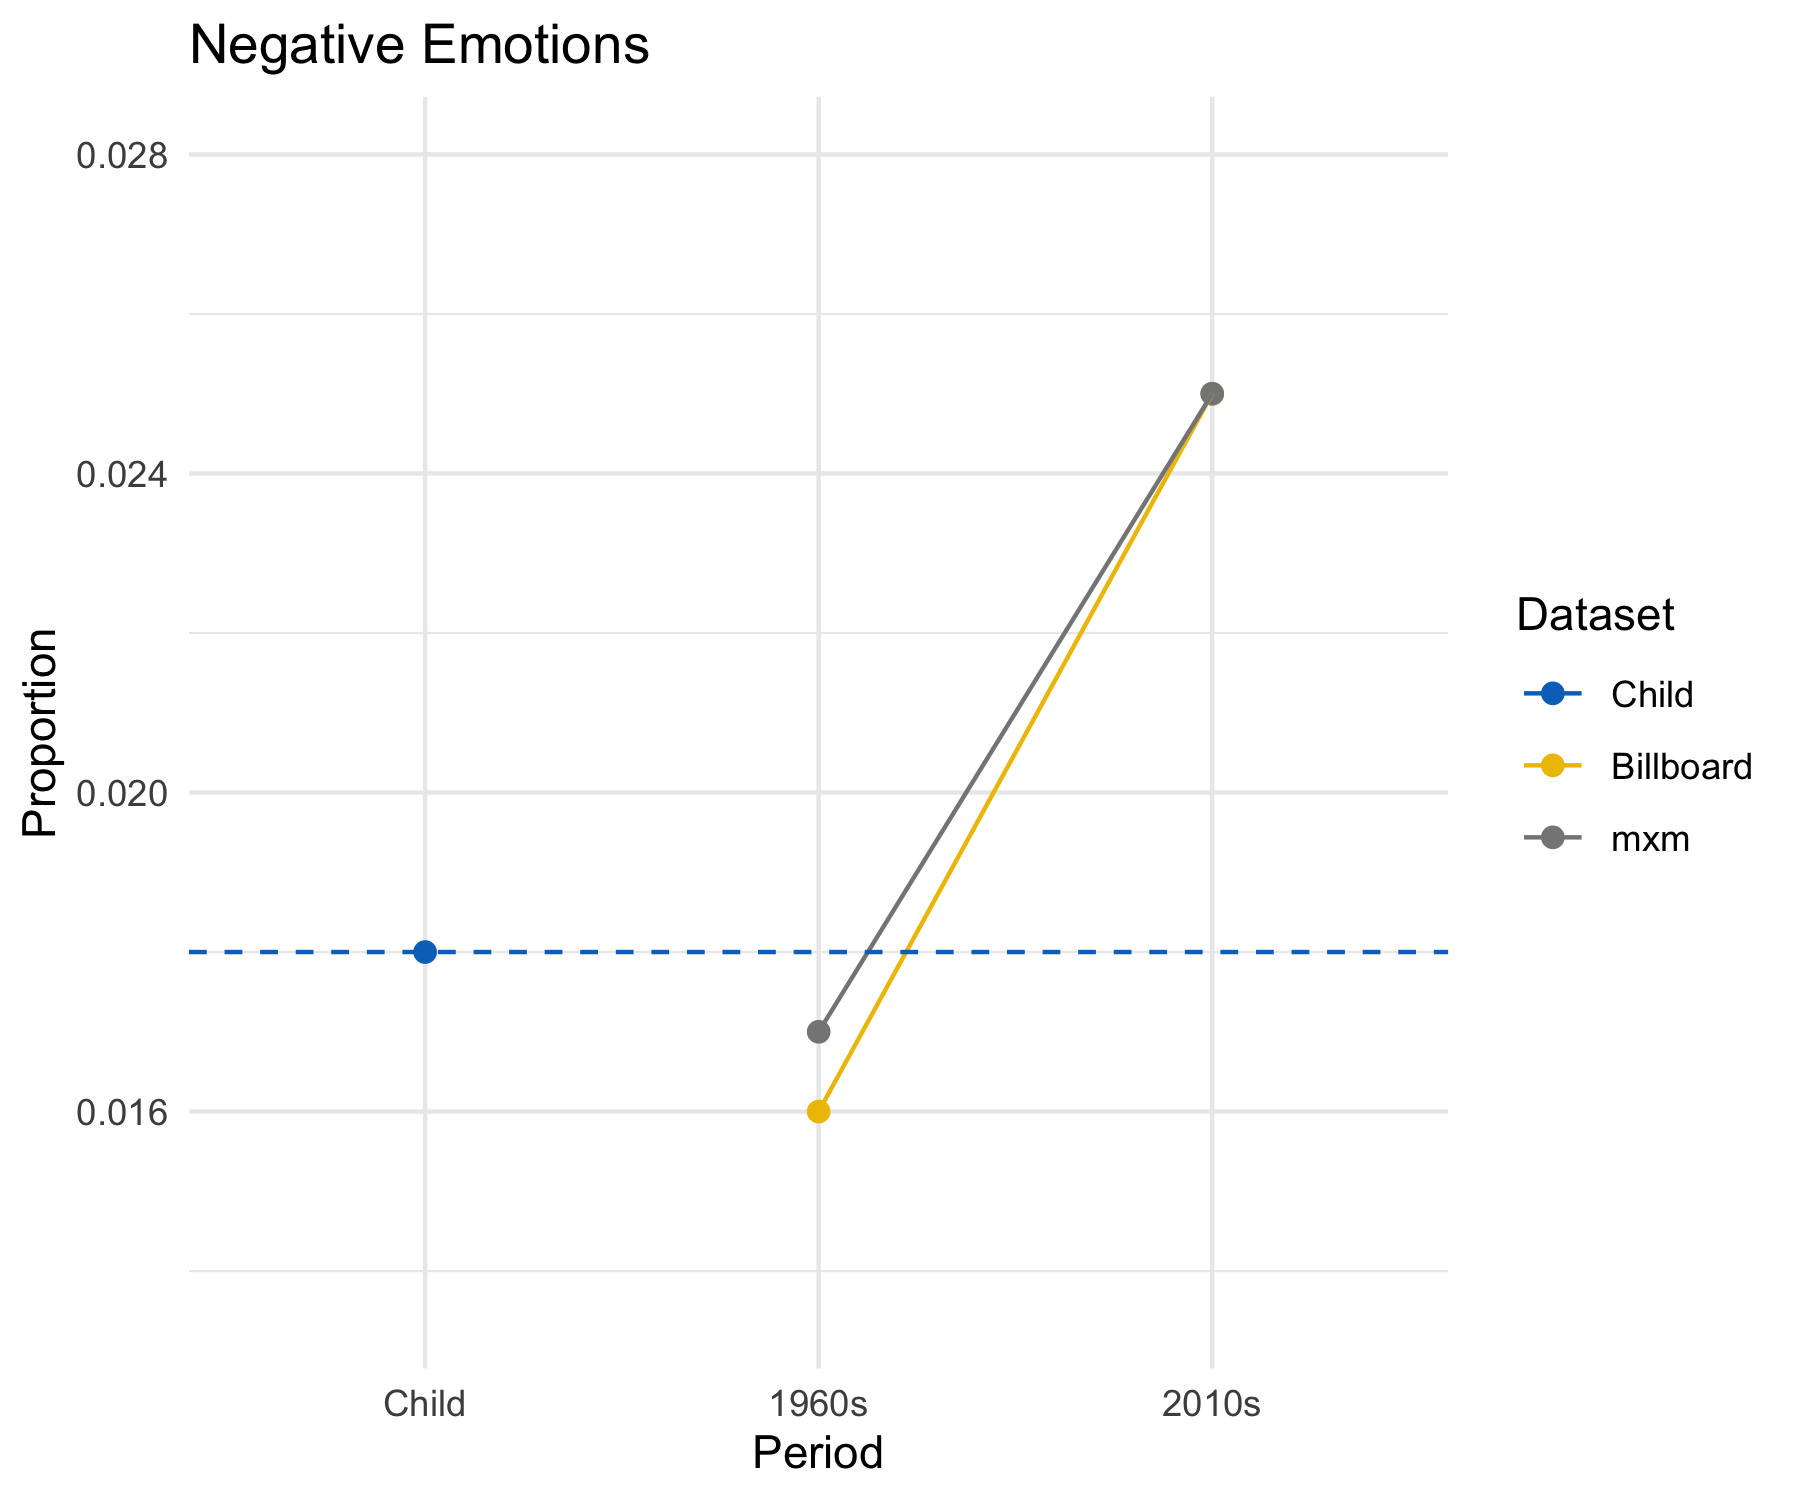 Negative Emotions
0.028
0.024
0.020
0.016
Proportion
Child
1960s
2010s
Period
Dataset
Child
Billboard
mxm